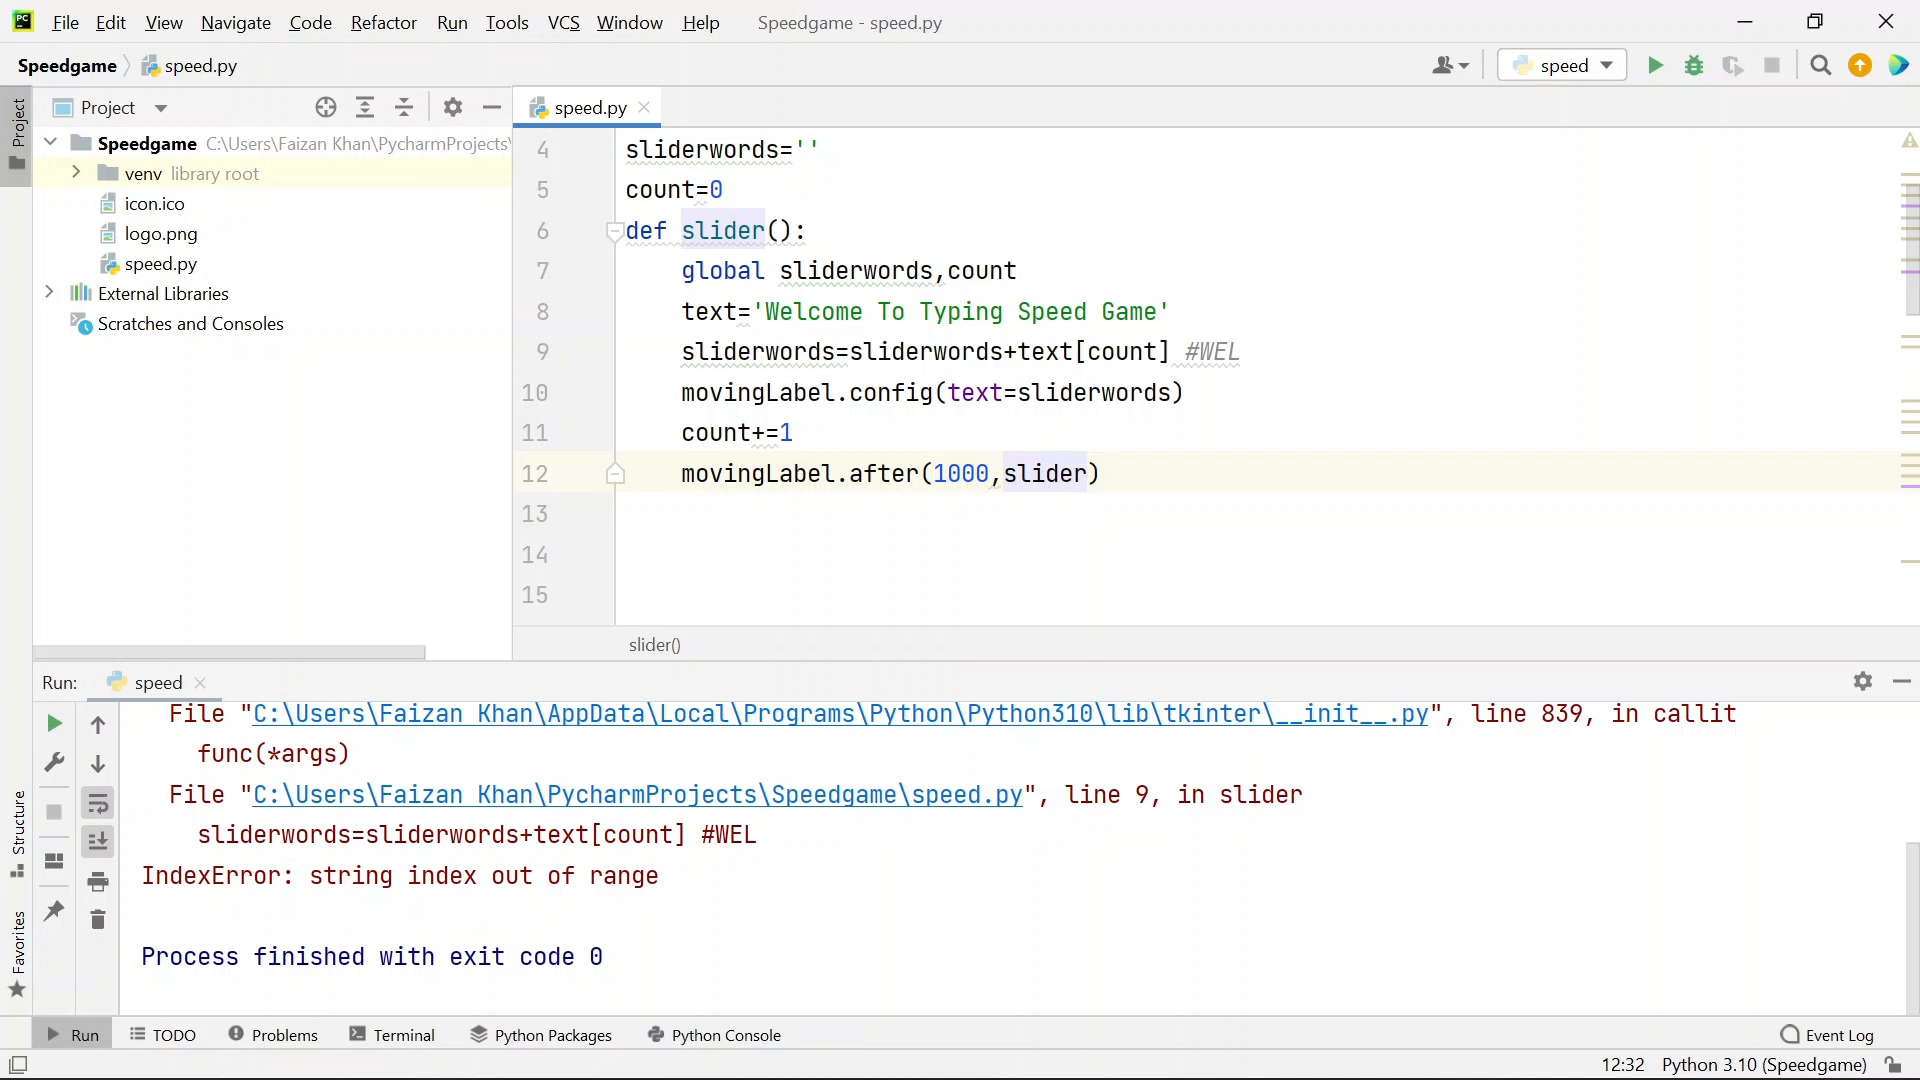 PC File Edit View Navigate Code Refactor Run Tools VCS Window Help Speedgame - speed.py
Speedgame speed.py speed
Project
Project
speed.py
Speedgame C:\Users\Faizan Khan\PycharmProjects\
venv library root
icon.ico
logo.png
speed.py
External Libraries
Scratches and Consoles
4 sliderwords=''
5 count=0
6 def slider():
7 global sliderwords,count
8 text='Welcome To Typing Speed Game'
9 sliderwords=sliderwords+text[count] #WEL
10 movingLabel.config(text=sliderwords)
11 count+=1
12 movingLabel.after(1000,slider)
13
14
15
slider()
Run: speed
File "C:\Users\Faizan Khan\AppData\Local\Programs\Python\Python310\lib\tkinter\__init__.py", line 839, in callit
func(*args)
File "C:\Users\Faizan Khan\PycharmProjects\Speedgame\speed.py", line 9, in slider
sliderwords=sliderwords+text[count] #WEL
IndexError: string index out of range
Process finished with exit code 0
Structure
Favorites
Run TODO Problems Terminal Python Packages Python Console Event Log
12:32 Python 3.10 (Speedgame)